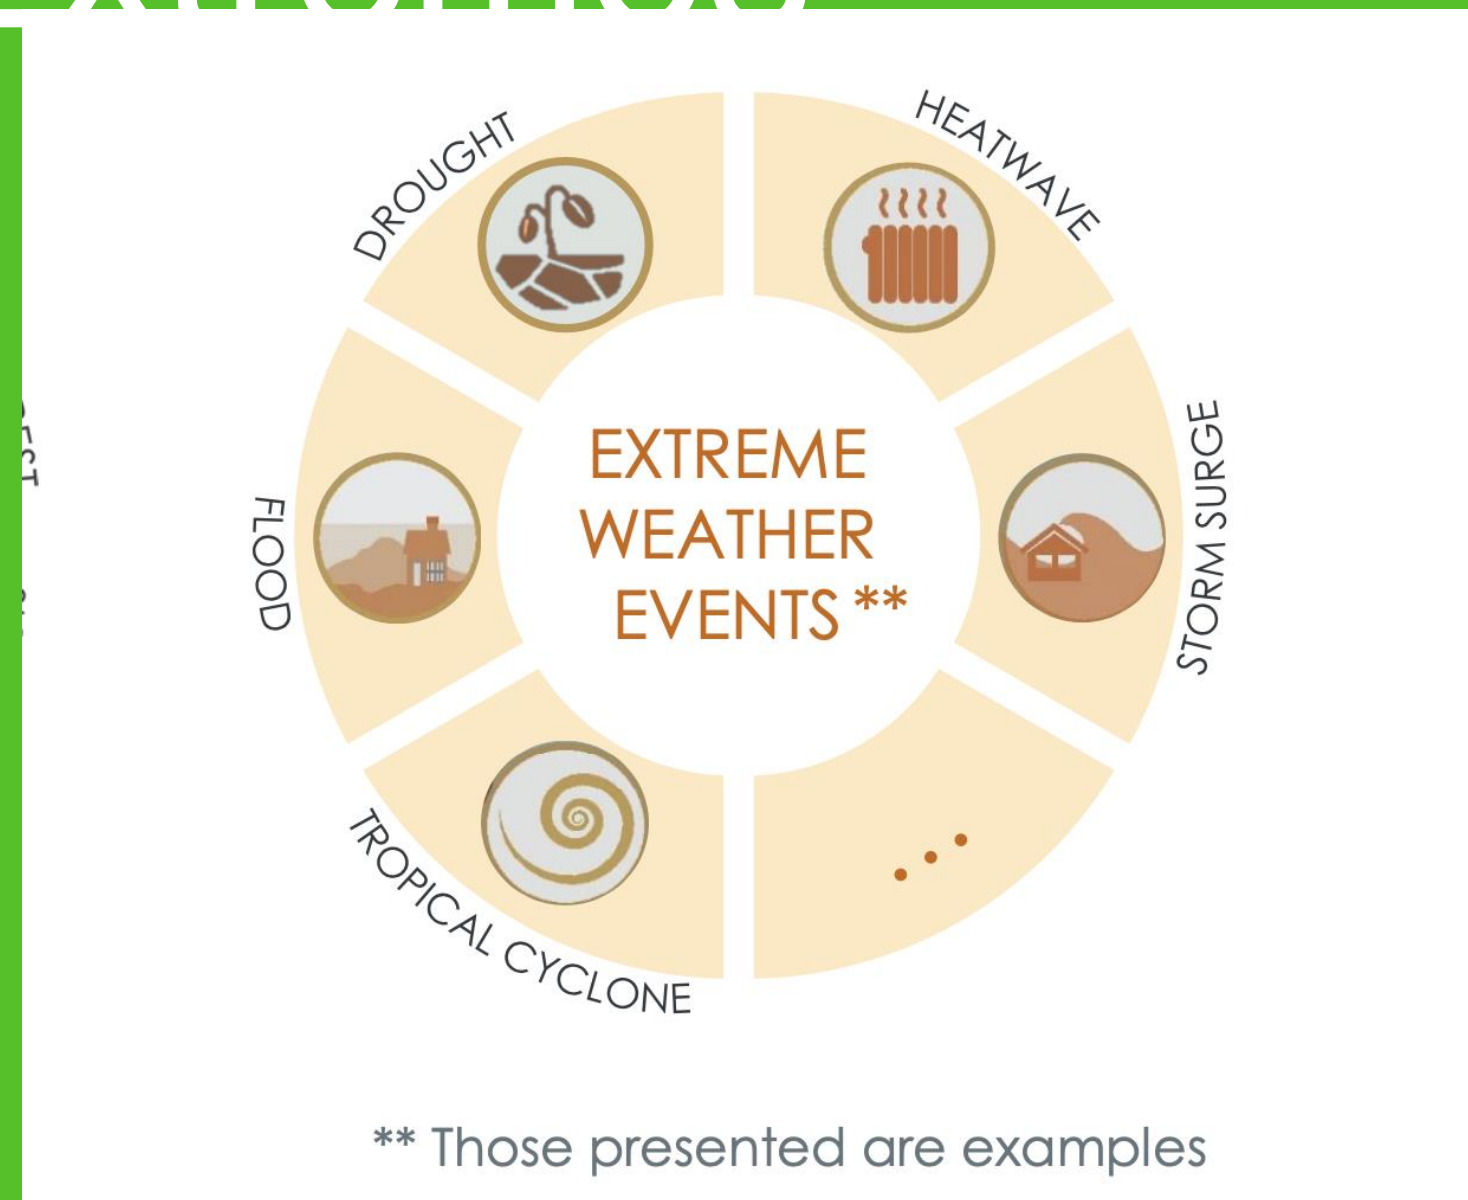 DROUGHT
HEATWAVE
FLOOD
STORM SURGE
EXTREME
WEATHER
EVENTS **
TROPICAL CYCLONE
** Those presented are examples